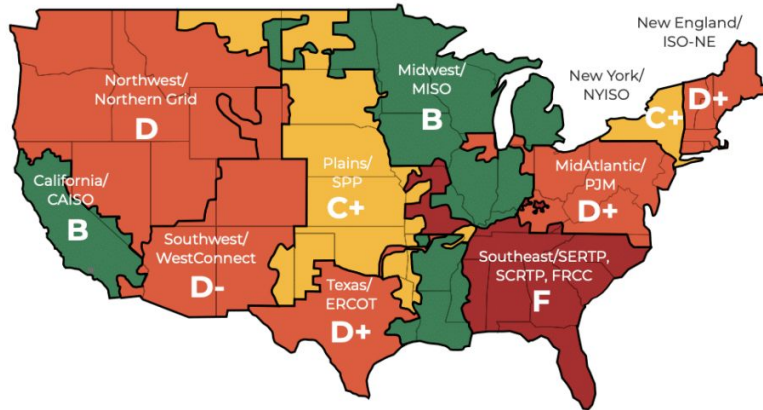 New England/
ISO-NE
New York/
NYISO
D+
C+
Northwest/
Northern Grid
D
Midwest/
MISO
B
California/
CAISO
B
Plains/
SPP
C+
MidAtlantic/
PJM
D+
Southwest/
WestConnect
D-
Texas/
ERCOT
D+
Southeast/SERTP,
SCRTP, FRCC
F